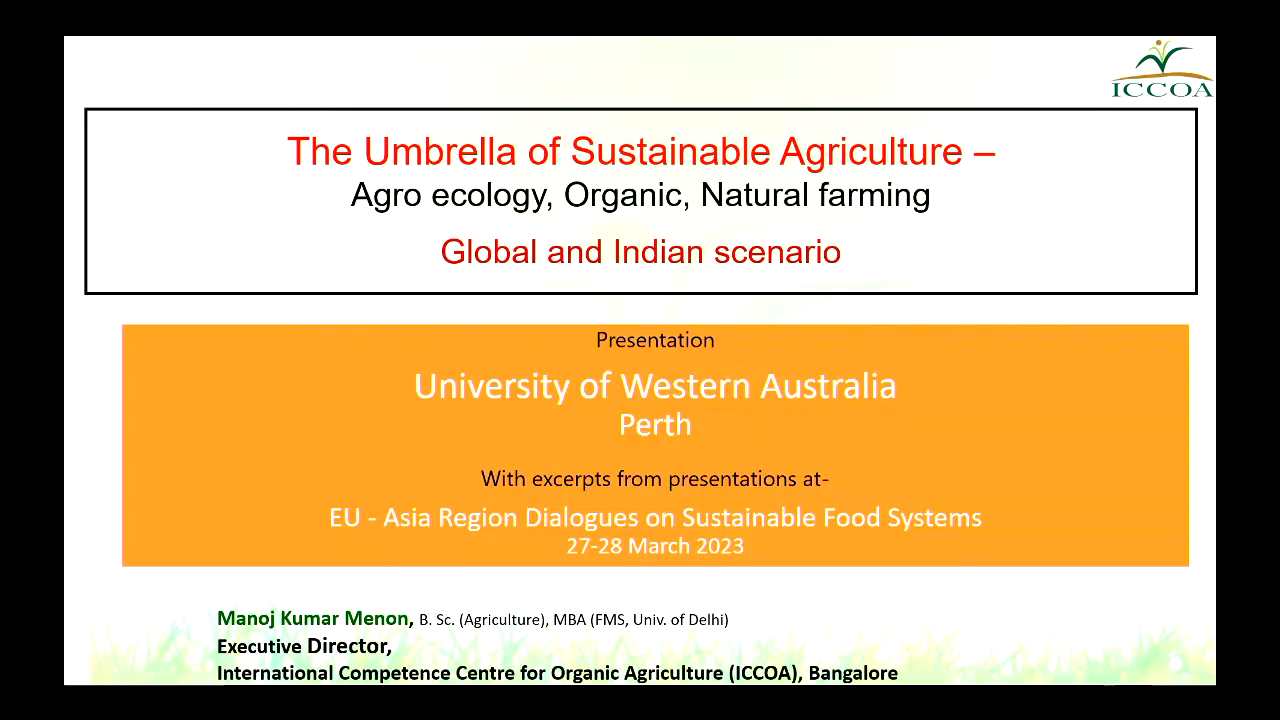 ICCOA
The Umbrella of Sustainable Agriculture –
Agro ecology, Organic, Natural farming
Global and Indian scenario
Presentation
University of Western Australia
Perth
With excerpts from presentations at-
EU - Asia Region Dialogues on Sustainable Food Systems
27-28 March 2023
Manoj Kumar Menon, B. Sc. (Agriculture), MBA (FMS, Univ. of Delhi)
Executive Director,
International Competence Centre for Organic Agriculture (ICCOA), Bangalore